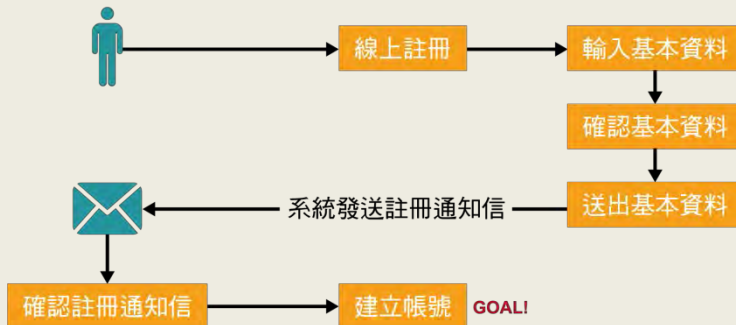 線上註冊
輸入基本資料
確認基本資料
送出基本資料
系統發送註冊通知信
確認註冊通知信
建立帳號
GOAL!